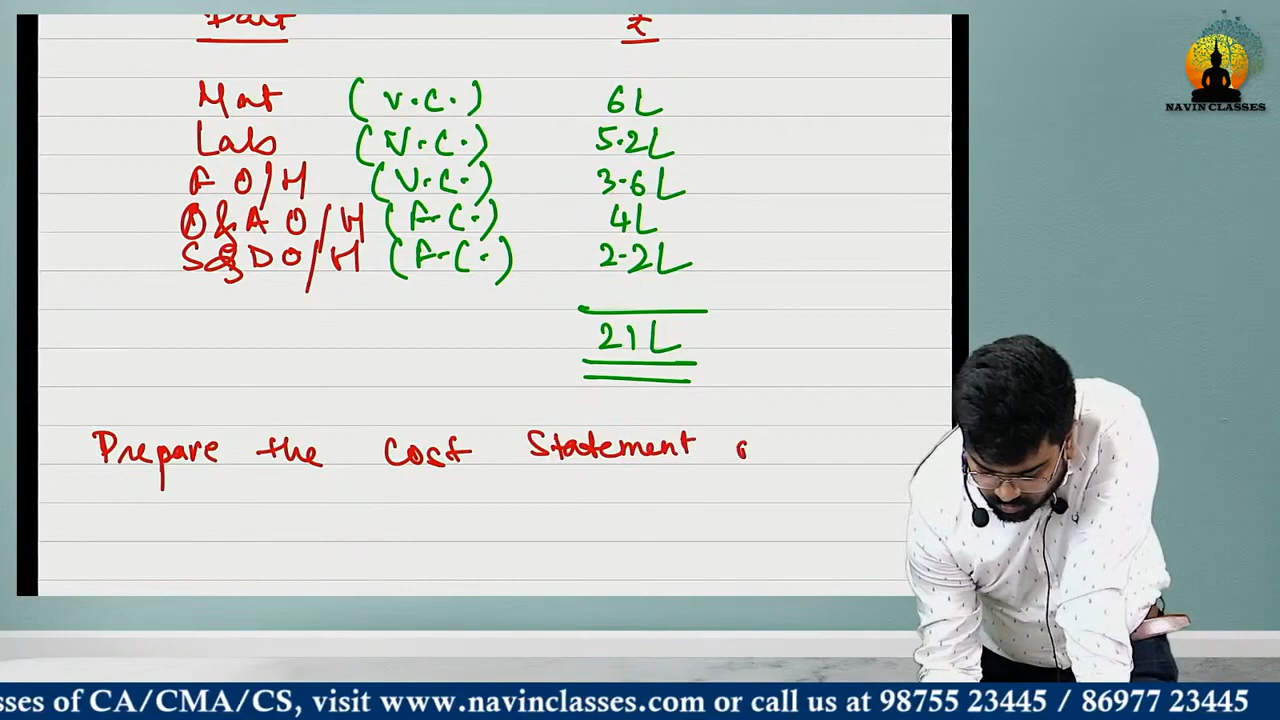 Part ₹
Mat (V.C.) 6L
Lab (V.C.) 5.2L
F O/H (V.C.) 3.6L
O&A O/H (F.C.) 4L
S&D O/H (F.C.) 2.2L
21L
Prepare the Cost Statement
NAVIN CLASSES
sses of CA/CMA/CS, visit www.navinclasses.com or call us at 98755 23445 / 86977 23445